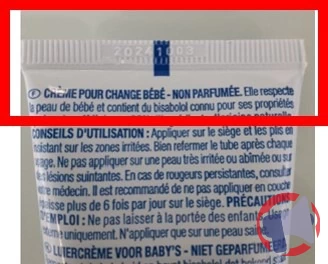 20241003
F CRÈME POUR CHANGE BÉBÉ - NON PARFUMÉE. Elle respecte
la peau de bébé et contient du bisabolol connu pour ses propriétés
CONSEILS D'UTILISATION : Appliquer sur le siège et les plis en
insistant sur les zones irritées. Bien refermer le tube après chaque
usage. Ne pas appliquer sur une peau très irritée ou abîmée ou sur
des lésions suintantes. En cas de rougeurs persistantes, consulter
votre médecin. Il est recommandé de ne pas appliquer en couche
épaisse plus de 6 fois par jour sur le siège. PRÉCAUTIONS
D'EMPLOI : Ne pas laisser à la portée des enfants. Usage
externe uniquement. N'appliquer que sur une peau saine.
LUIERCRÈME VOOR BABY'S - NIET GEPARFUMEERD